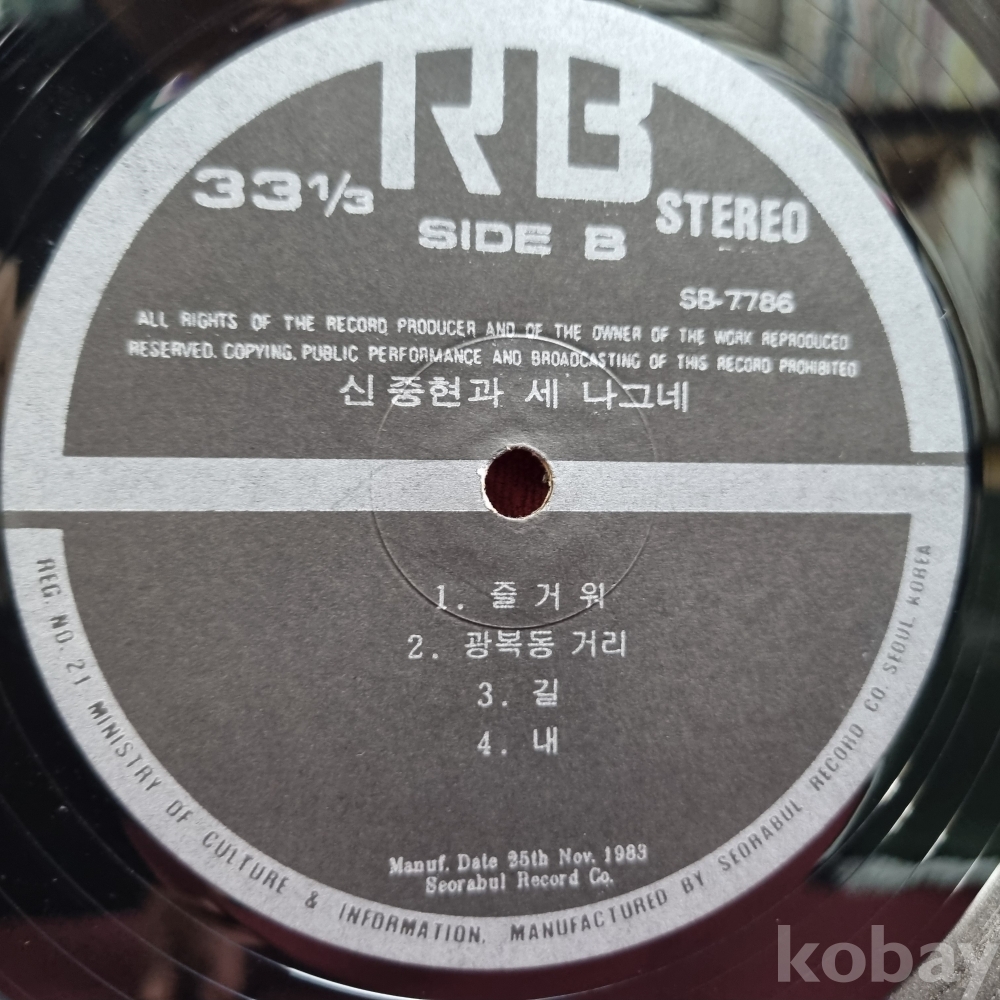 RB
33 1/3
SIDE B
STEREO
SB-7786
ALL RIGHTS OF THE RECORD PRODUCER AND OF THE OWNER OF THE WORK REPRODUCED
RESERVED. COPYING. PUBLIC PERFORMANCE AND BROADCASTING OF THIS RECORD PROHIBITED
신중현과 세 나그네
1. 즐거워
2. 광복동 거리
3. 길
4. 내
Manuf. Date 25th Nov. 1983
Seorabul Record Co.
REG. NO. 21. MINISTRY OF CULTURE & INFORMATION. MANUFACTURED BY SEORABUL RECORD CO. SEOUL KOREA
kobay